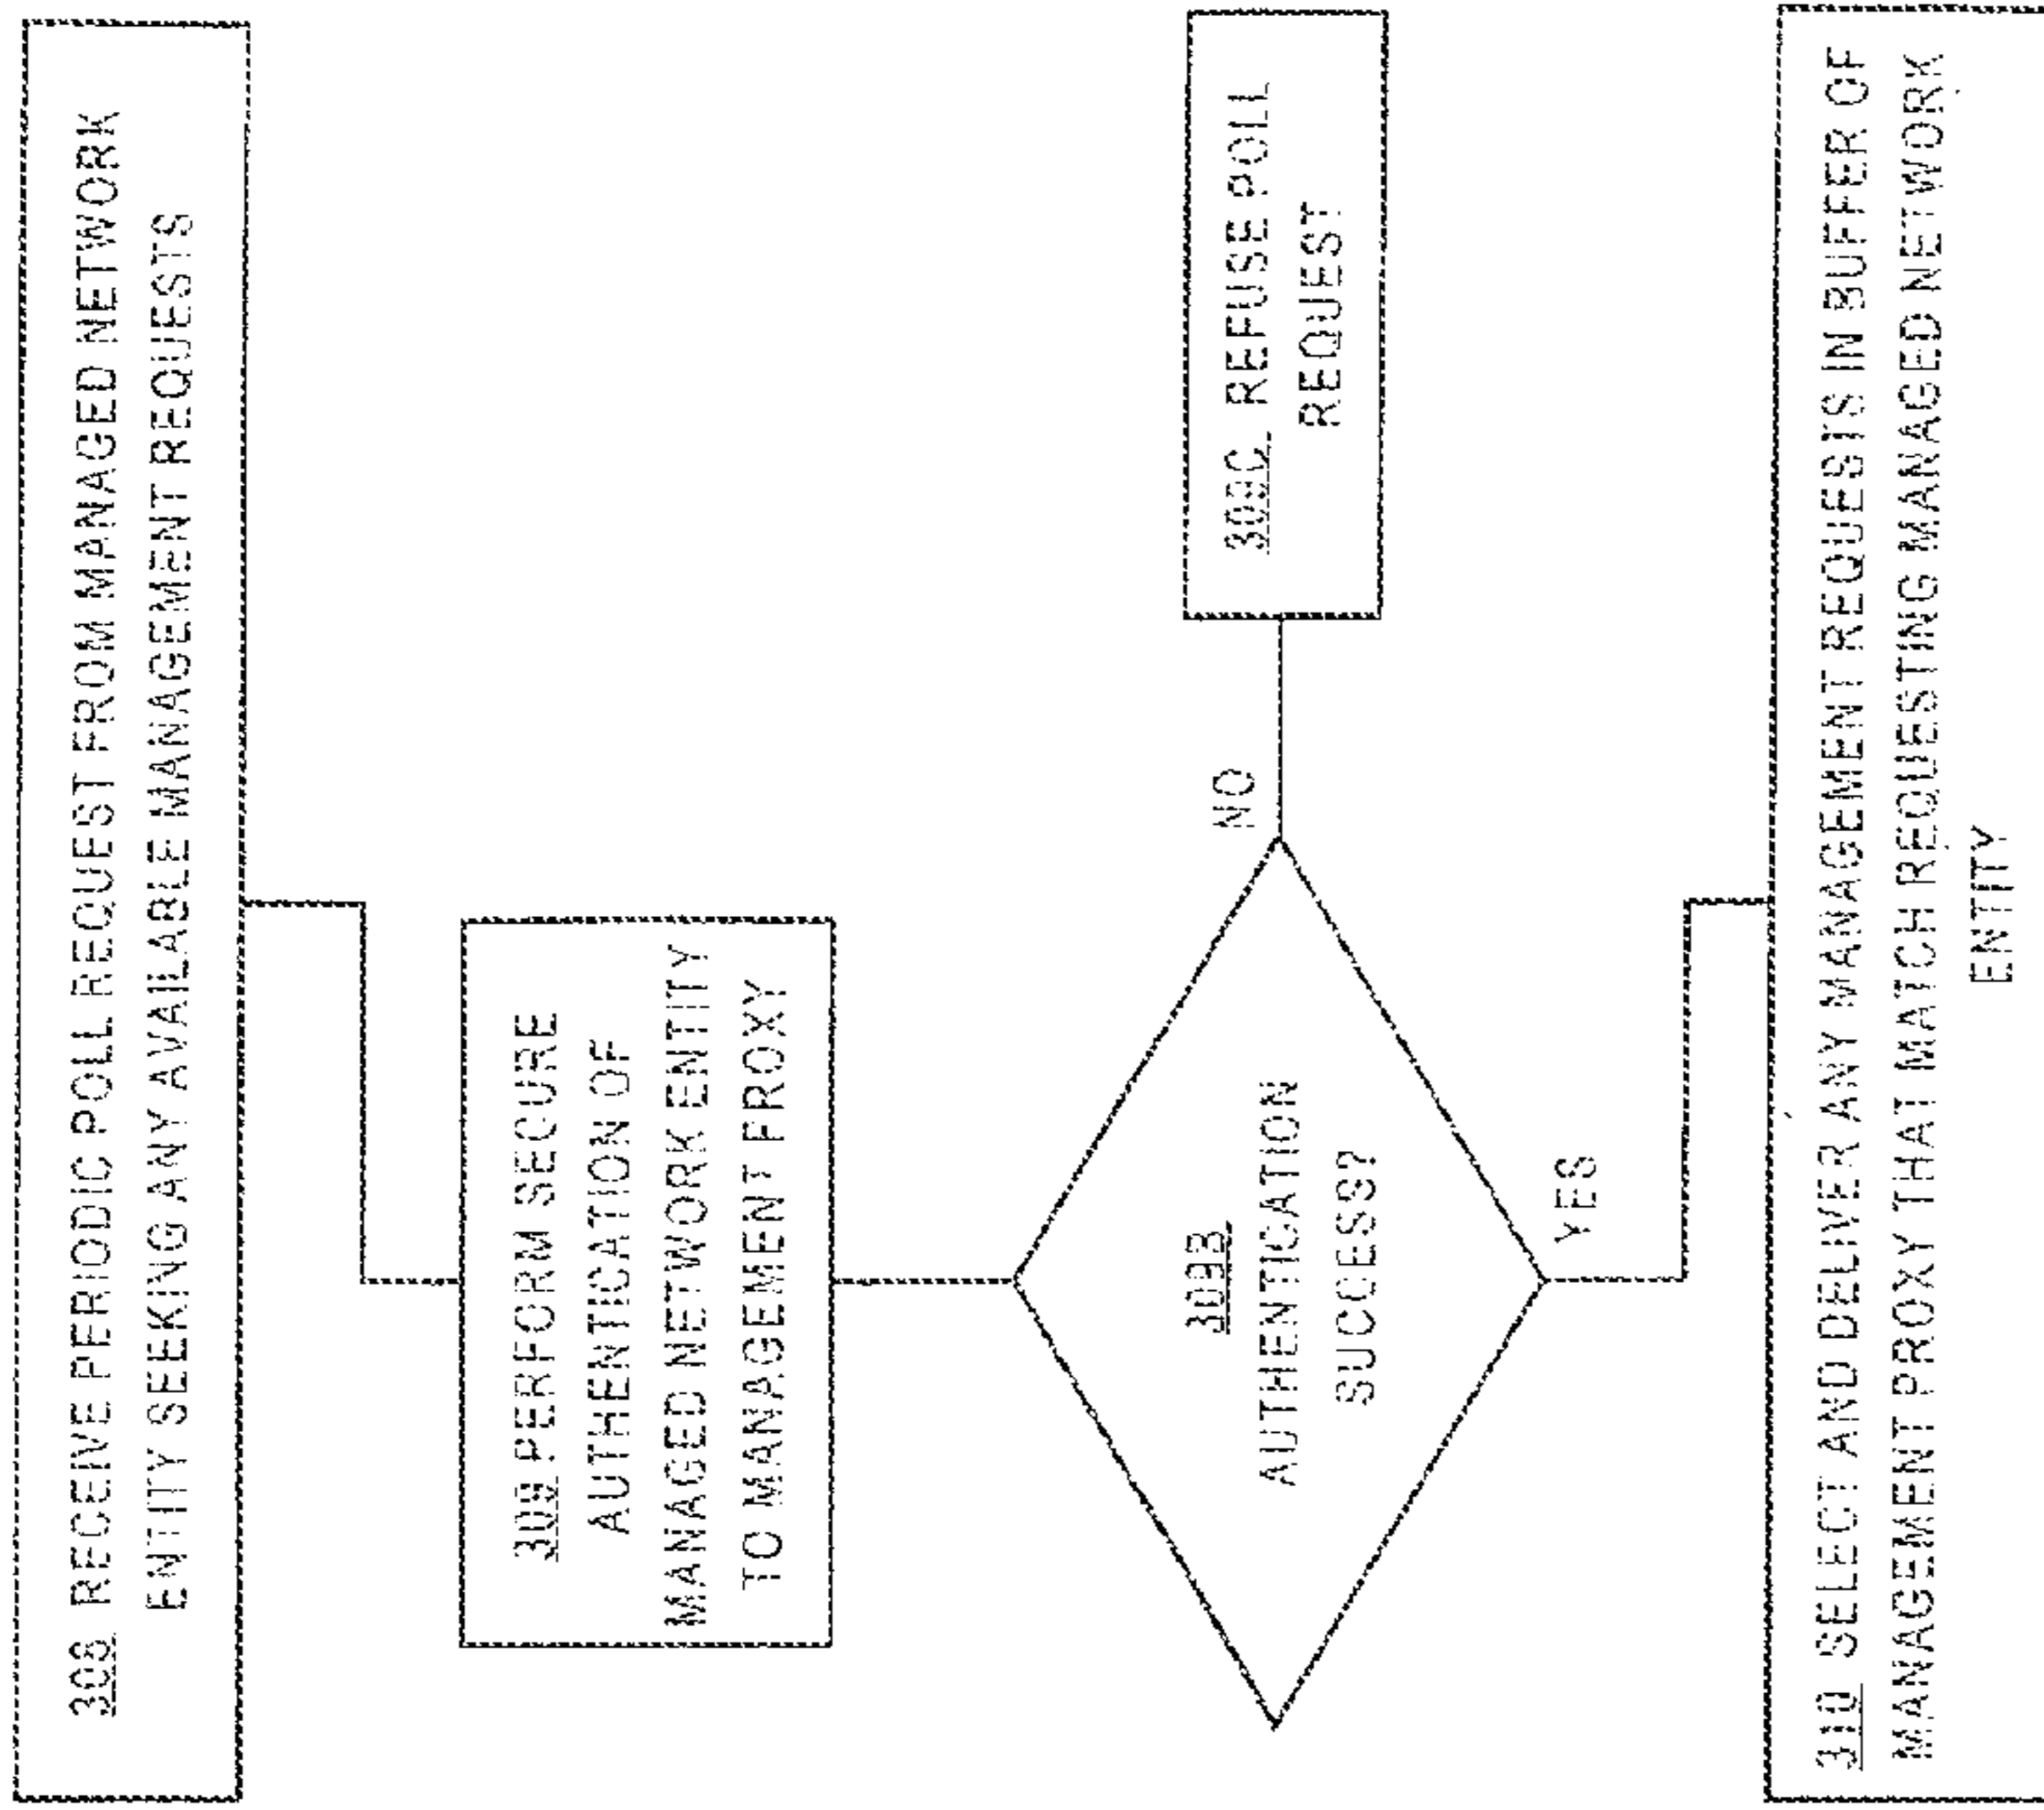 308 RECEIVE PERIODIC POLL REQUEST FROM MANAGED NETWORK
ENTITY SEEKING ANY AVAILABLE MANAGEMENT REQUESTS
309 PERFORM SECURE
AUTHENTICATION OF
MANAGED NETWORK ENTITY
TO MANAGEMENT PROXY
309B
AUTHENTICATION
SUCCESS?
NO
309C REFUSE POLL
REQUEST
YES
310 SELECT AND DELIVER ANY MANAGEMENT REQUESTS IN BUFFER OF
MANAGEMENT PROXY THAT MATCH REQUESTING MANAGED NETWORK
ENTITY